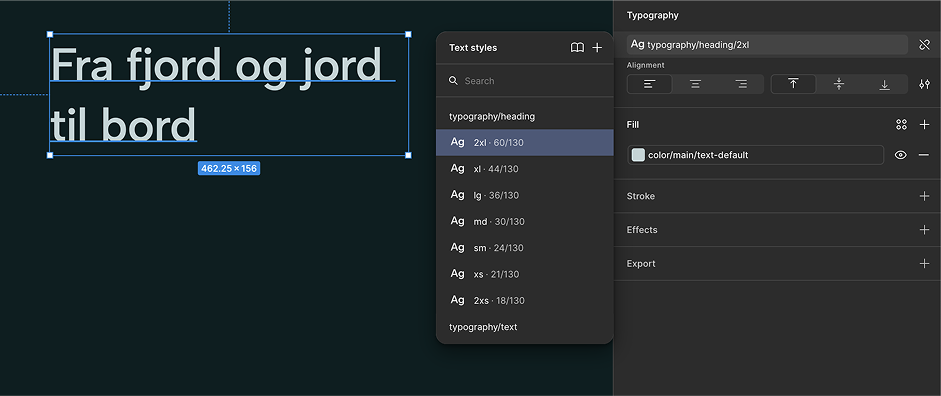 Fra fjord og jord
til bord
462.25 × 156
Text styles
Search
typography/heading
Ag 2xl · 60/130
Ag xl · 44/130
Ag lg · 36/130
Ag md · 30/130
Ag sm · 24/130
Ag xs · 21/130
Ag 2xs · 18/130
typography/text
Typography
Ag typography/heading/2xl
Alignment
Fill
color/main/text-default
Stroke
Effects
Export